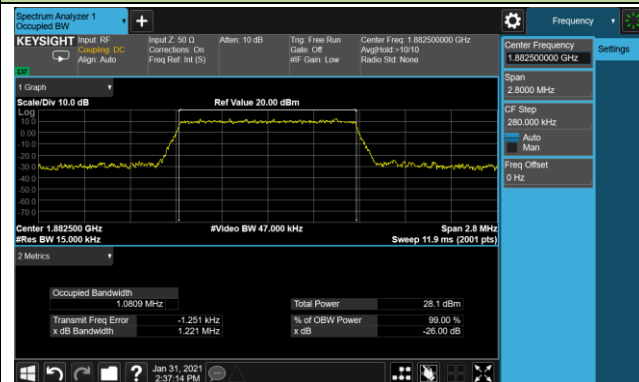 Spectrum Analyzer 1
Occupied BW
Frequency
KEYSIGHT
Input: RF
Coupling: DC
Align: Auto
Input Z: 50 Ω
Corrections: On
Freq Ref: Int (S)
Atten: 10 dB
Trig: Free Run
Gate: Off
#IF Gain: Low
Center Freq: 1.882500000 GHz
Avg|Hold:>10/10
Radio Std: None
Center Frequency
1.882500000 GHz
Settings
Span
2.8000 MHz
CF Step
280.000 kHz
Auto
Man
Freq Offset
0 Hz
1 Graph
Scale/Div 10.0 dB
Ref Value 20.00 dBm
Log
10.0
0.00
-10.0
-20.0
-30.0
-40.0
-50.0
-60.0
-70.0
Center 1.882500 GHz
#Video BW 47.000 kHz
Span 2.8 MHz
#Res BW 15.000 kHz
Sweep 11.9 ms (2001 pts)
2 Metrics
Occupied Bandwidth
1.0809 MHz
Total Power 28.1 dBm
Transmit Freq Error -1.251 kHz
% of OBW Power 99.00 %
x dB Bandwidth 1.221 MHz
x dB -26.00 dB
?
Jan 31, 2021
2:37:14 PM